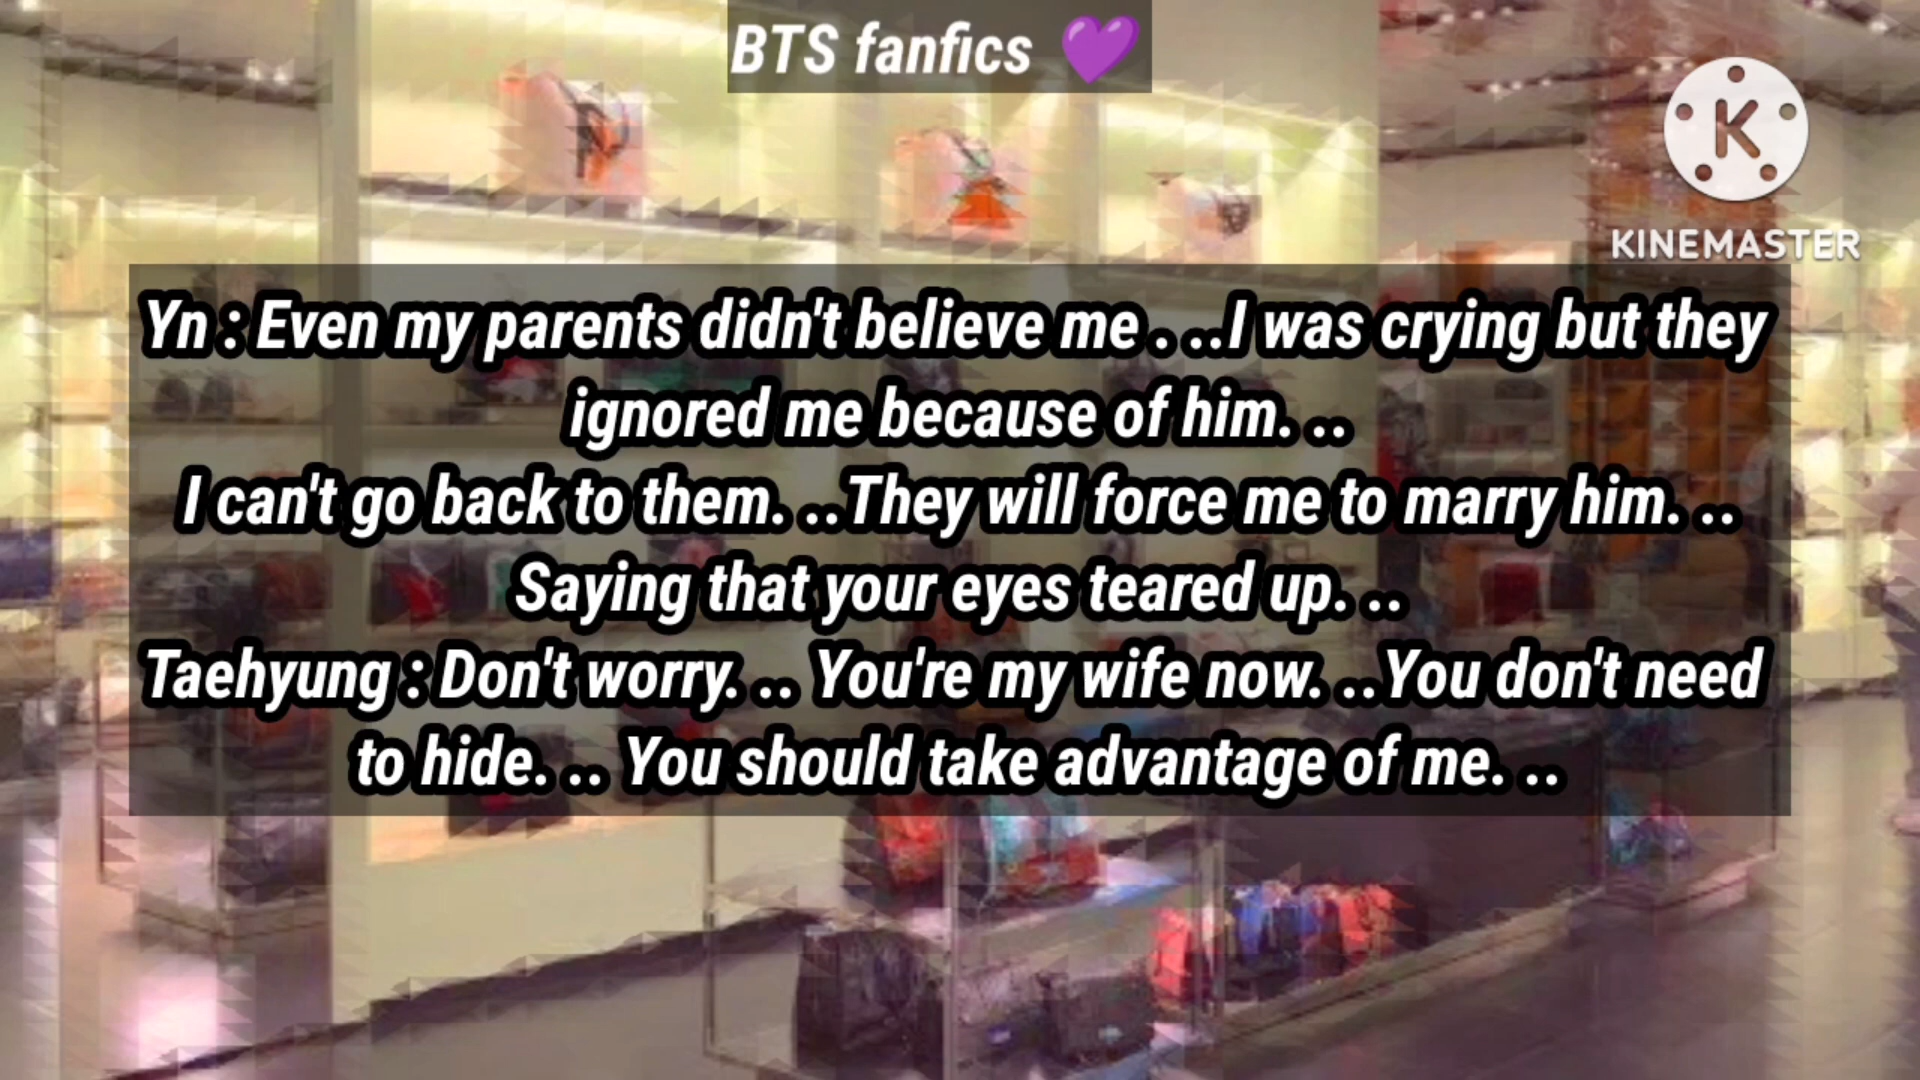 BTS fanfics 💜
K
KINEMASTER
Yn : Even my parents didn't believe me . ...I was crying but they
ignored me because of him. ..
I can't go back to them. ..They will force me to marry him. ..
Saying that your eyes teared up. ..
Taehyung : Don't worry. .. You're my wife now. ..You don't need
to hide. .. You should take advantage of me. ..